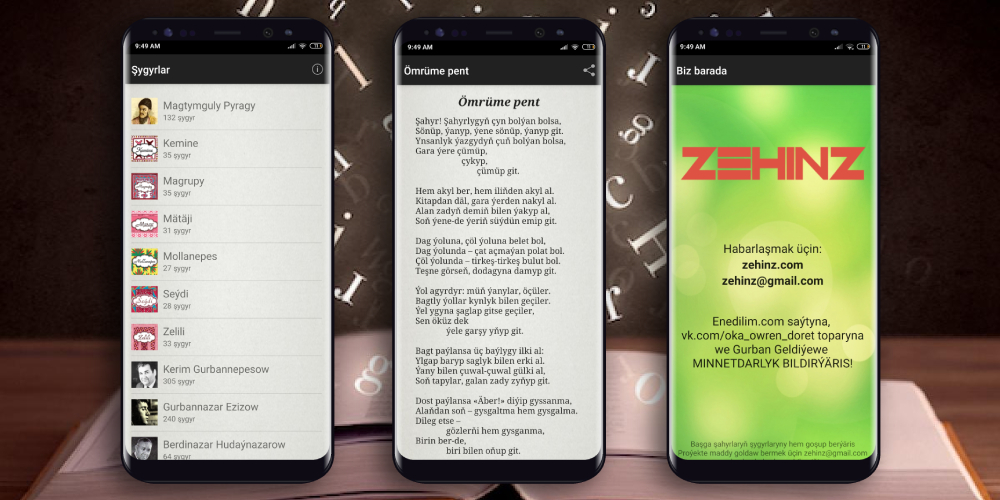 9:49 AM
Şygyrlar
Magtymguly Pyragy
132 şygyr
Kemine
35 şygyr
Magrupy
35 şygyr
Mätäji
31 şygyr
Mollanepes
27 şygyr
Seýdi
28 şygyr
Zelili
33 şygyr
Kerim Gurbannepesow
305 şygyr
Gurbannazar Ezizow
240 şygyr
Berdinazar Hudaýnazarow
64 şygyr
9:49 AM
Ömrüme pent
Ömrüme pent
Şahyr! Şahyrlygyň çyn bolýan bolsa,
Sönüp, ýanyp, ýene sönüp, ýanyp git.
Ynsanlyk ýazgydyň çuň bolýan bolsa,
Gara ýere çümüp,
çykyp,
çümüp git.
Hem akyl ber, hem iliňden akyl al.
Kitapdan däl, gara ýerden nakyl al.
Alan zadyň demiň bilen ýakyp al,
Soň ýene-de ýeriň süýdün emip git.
Dag ýoluna, çöl ýoluna belet bol,
Dag ýolunda – çat açmaýan polat bol.
Çöl ýolunda – tirkeş-tirkeş bulut bol.
Teşne görseň, dodagyna damyp git.
Ýol agyrdyr: müň ýanylar, öçüler.
Bagtly ýollar kynlyk bilen geçiler.
Ýel ygyna şaglap gitse geçiler,
Sen öküz dek
ýele garşy yňyp git.
Bagt paýlansa üç baýlygy ilki al:
Ylgap baryp saglyk bilen erki al.
Ýany bilen çuwal-çuwal gülki al,
Soň tapylar, galan zady zyňyp git.
Dost paýlansa «Äber!» diýip gyssanma,
Alaňdan soň – gysgaltma hem gysgalma.
Dileg etse –
gözlerňi hem gysganma,
Birin ber-de,
biri bilen oňup git.
9:49 AM
Biz barada
ZEHINZ
Habarlaşmak üçin:
zehinz.com
zehinz@gmail.com
Enedilim.com saýtyna,
vk.com/oka_owren_doret toparyna
we Gurban Geldiýewe
MINNETDARLYK BILDIRÝÄRIS!
Başga şahyrlaryň şygyrlaryny hem goşup berýäris
Proýekte maddy goldaw bermek üçin zehinz@gmail.com